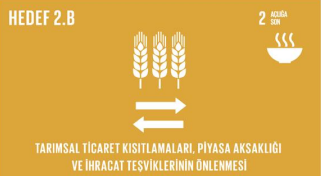 HEDEF 2.B
2 AÇLIĞA
SON
TARIMSAL TİCARET KISITLAMALARI, PİYASA AKSAKLIĞI
VE İHRACAT TEŞVİKLERİNİN ÖNLENMESİ